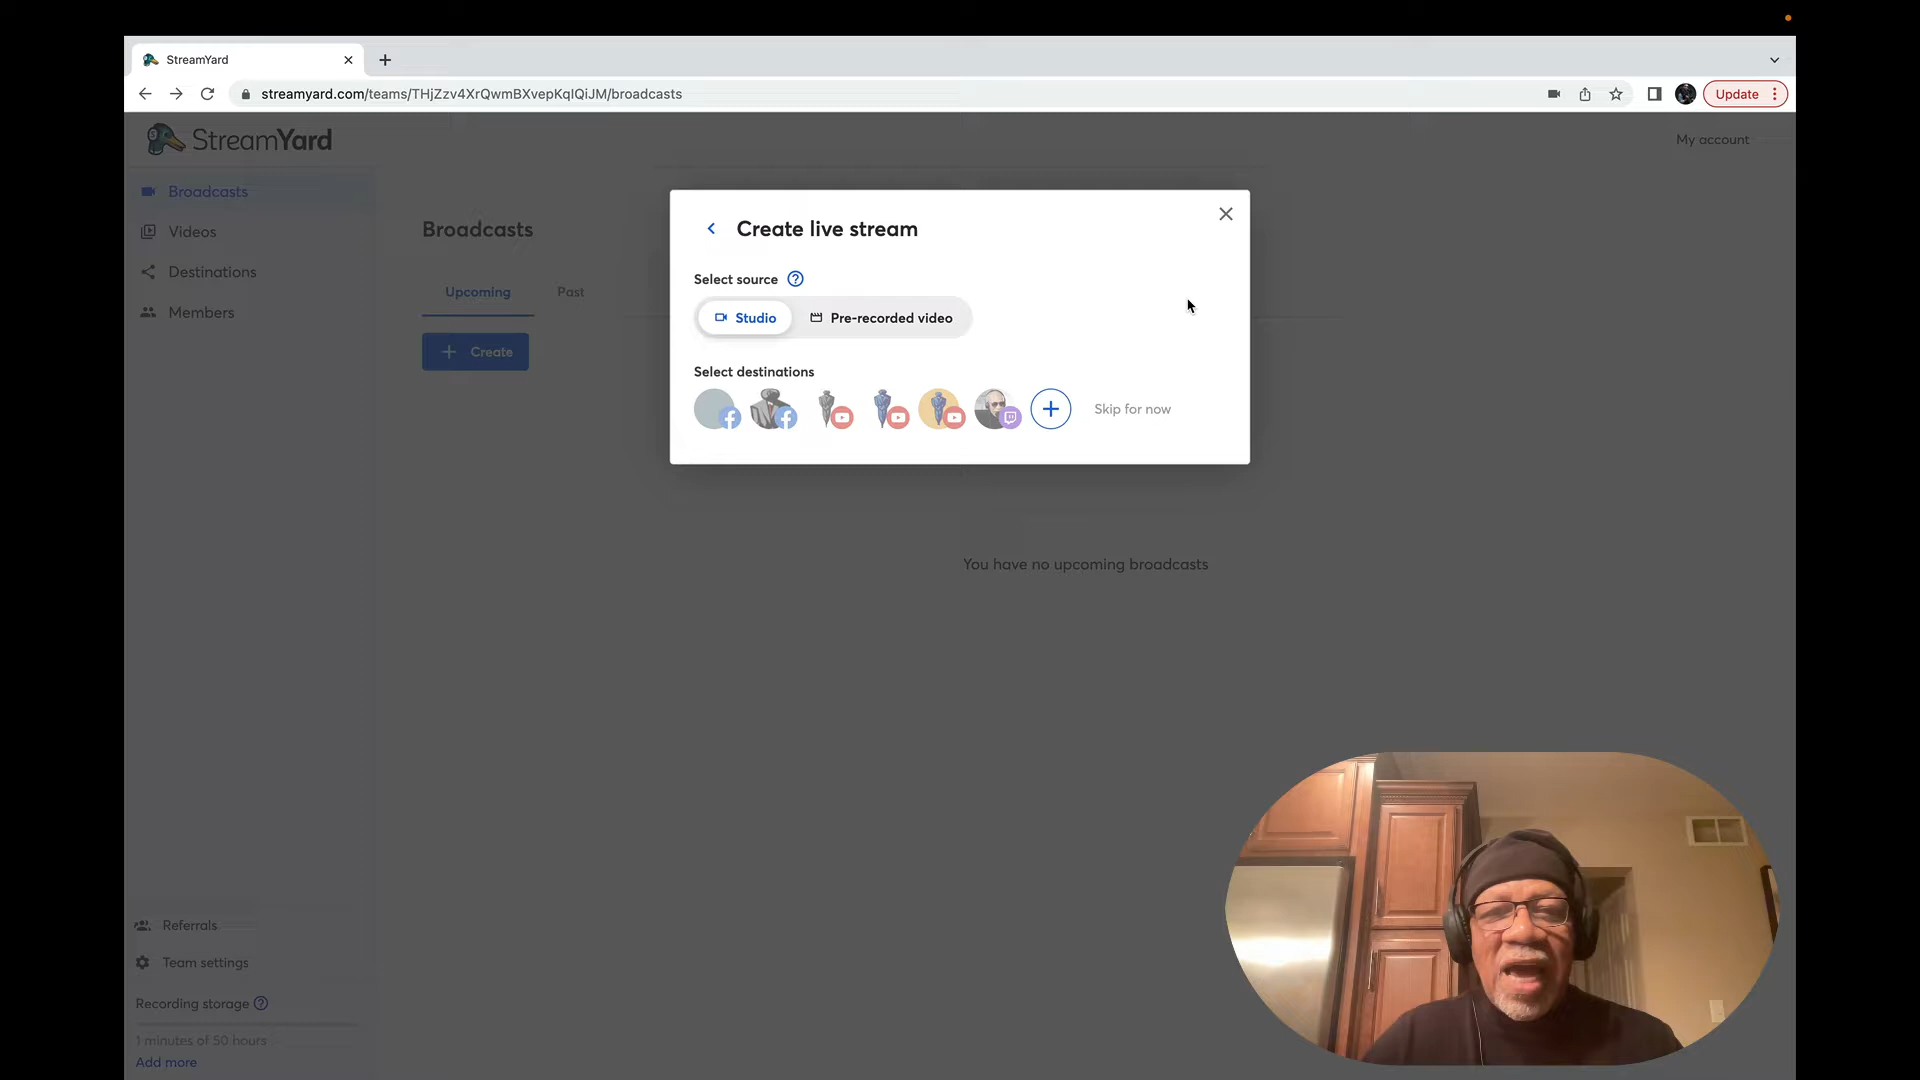 StreamYard
streamyard.com/teams/THjZzv4XrQwmBXvepKqIQiJM/broadcasts
Update
StreamYard
My account
Broadcasts
Videos
Destinations
Members
Broadcasts
Upcoming
Past
Create
Create live stream
Select source
Studio
Pre-recorded video
Select destinations
Skip for now
You have no upcoming broadcasts
Referrals
Team settings
Recording storage
1 minutes of 50 hours
Add more